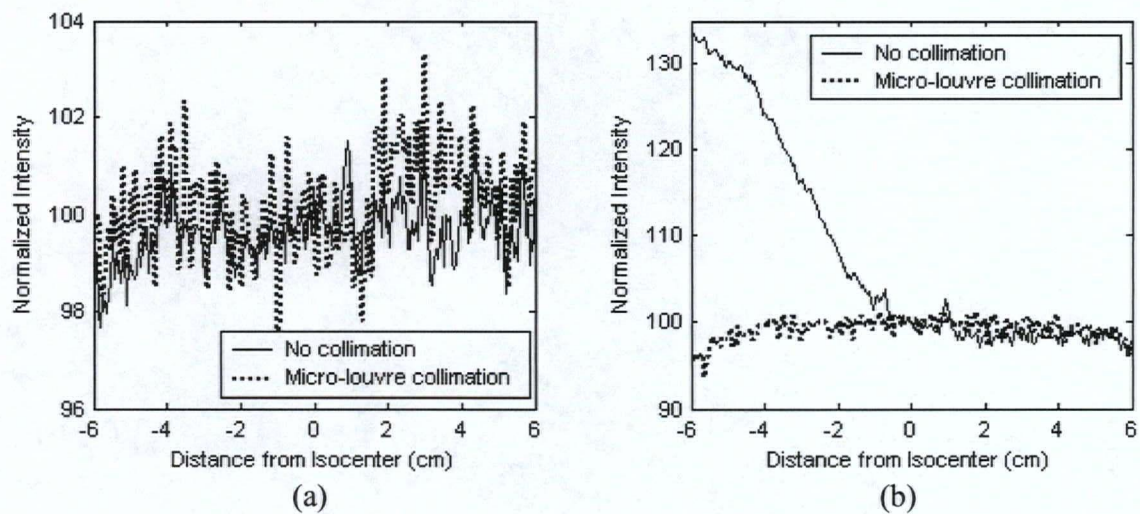 104
102
100
98
96
Normalized Intensity
No collimation
Micro-louvre collimation
-6
-4
-2
0
2
4
6
Distance from Isocenter (cm)
(a)
130
120
110
100
90
Normalized Intensity
No collimation
Micro-louvre collimation
-6
-4
-2
0
2
4
6
Distance from Isocenter (cm)
(b)